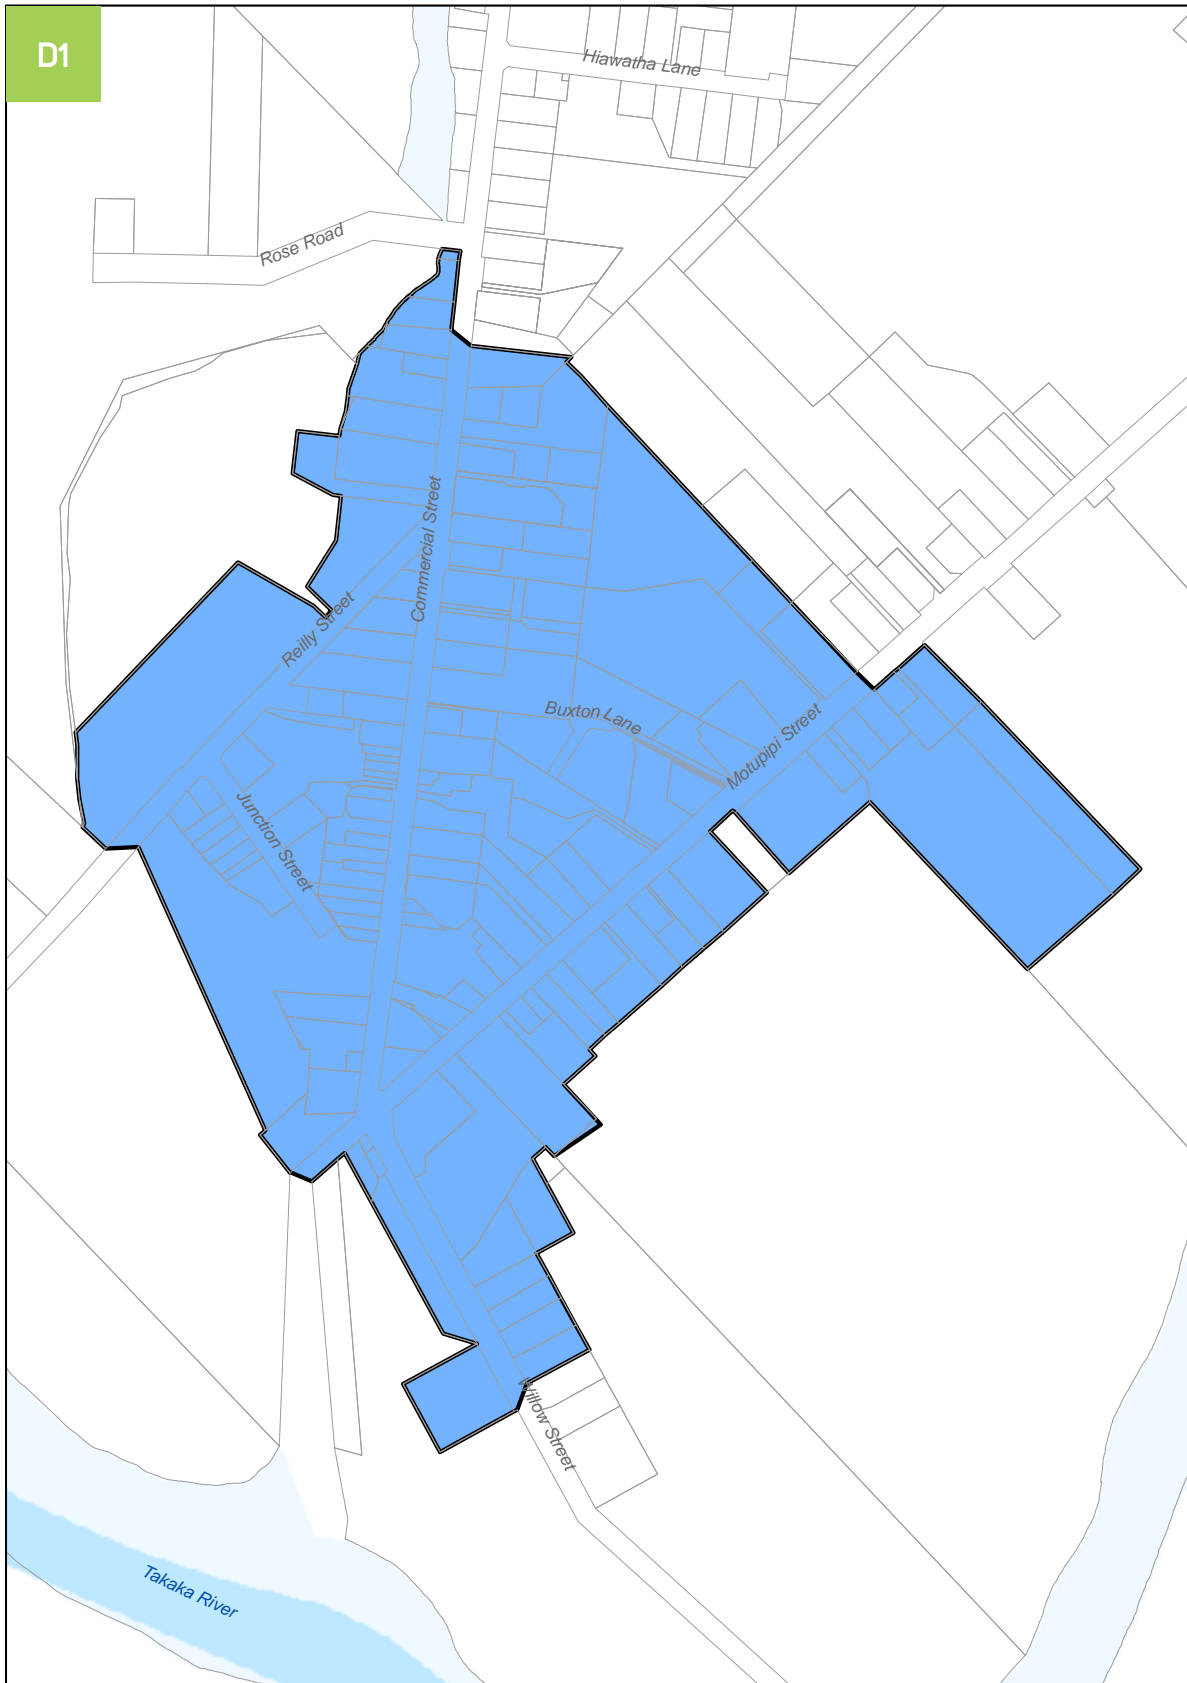 D1
Hiawatha Lane
Rose Road
Commercial Street
Reilly Street
Buxton Lane
Motupipi Street
Junction Street
Willow Street
Takaka River